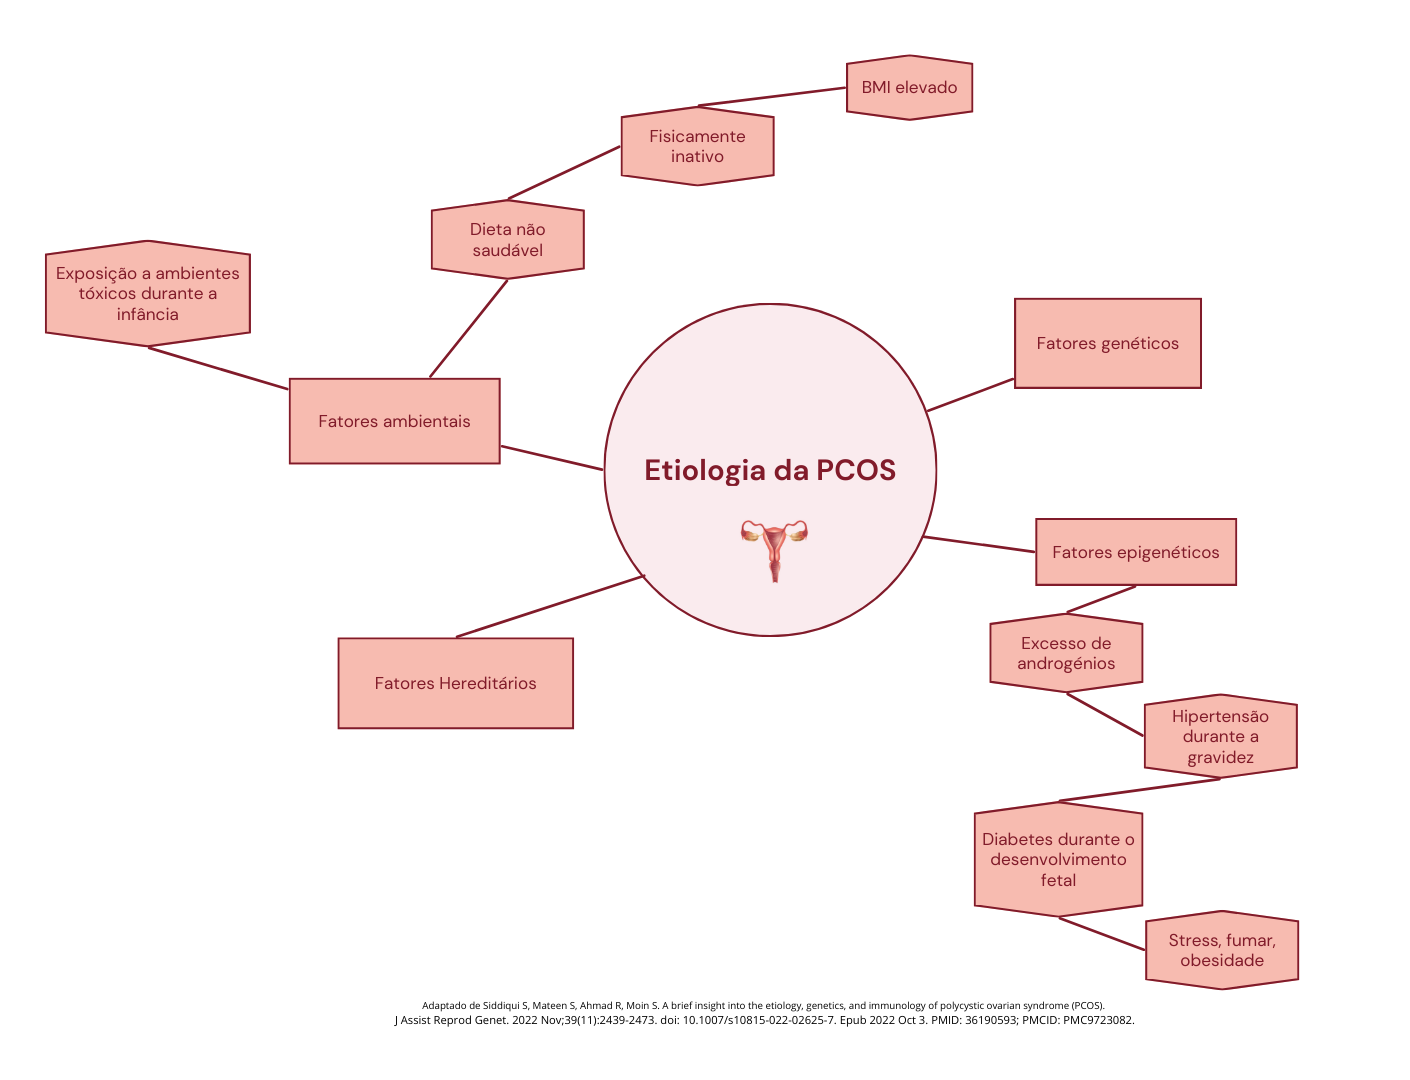 BMI elevado
Fisicamente
inativo
Dieta não
saudável
Exposição a ambientes
tóxicos durante a
infância
Fatores ambientais
Fatores genéticos
Etiologia da PCOS
Fatores epigenéticos
Excesso de
androgénios
Fatores Hereditários
Hipertensão
durante a
gravidez
Diabetes durante o
desenvolvimento
fetal
Stress, fumar,
obesidade
Adaptado de Siddiqui S, Mateen S, Ahmad R, Moin S. A brief insight into the etiology, genetics, and immunology of polycystic ovarian syndrome (PCOS).
J Assist Reprod Genet. 2022 Nov;39(11):2439-2473. doi: 10.1007/s10815-022-02625-7. Epub 2022 Oct 3. PMID: 36190593; PMCID: PMC9723082.